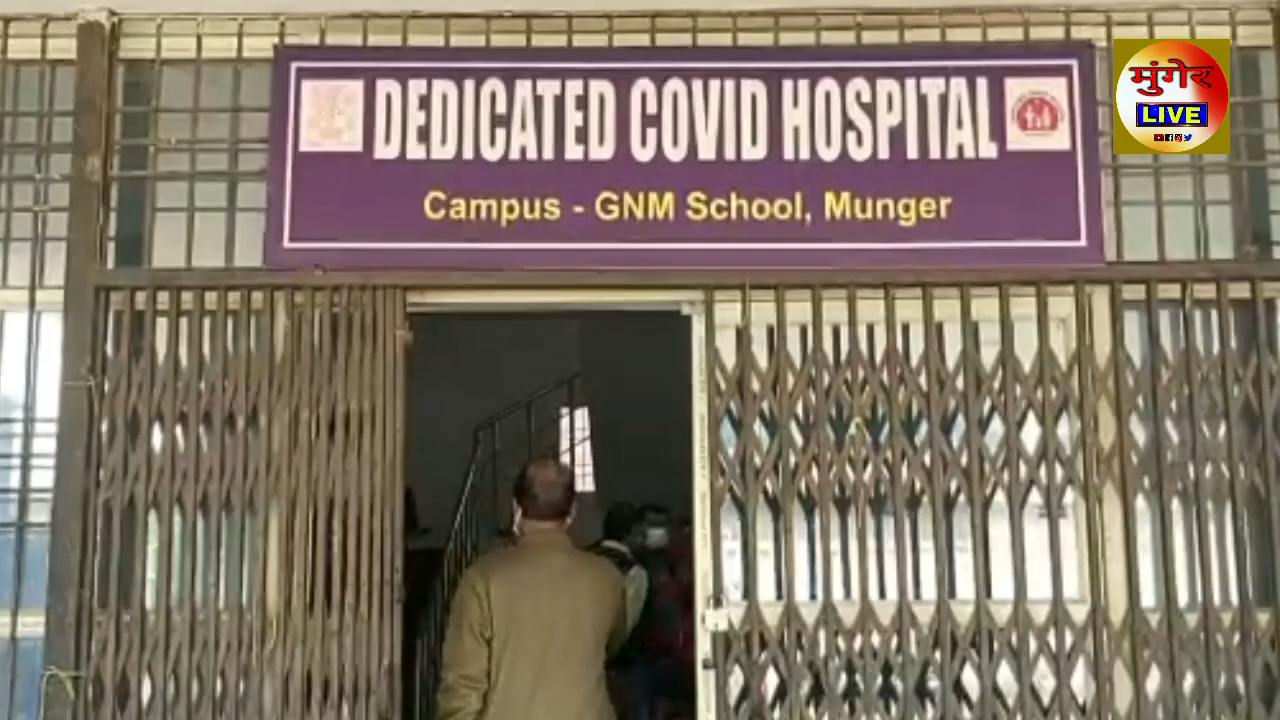 DEDICATED COVID HOSPITAL
Campus - GNM School, Munger
मुंगेर
LIVE